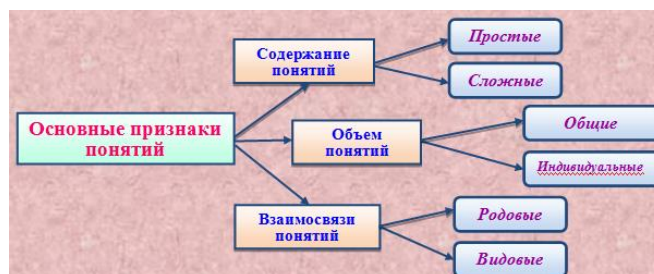 Содержание
понятий
Простые
Сложные
Основные признаки
понятий
Объем
понятий
Общие
Индивидуальные
Взаимосвязи
понятий
Родовые
Видовые